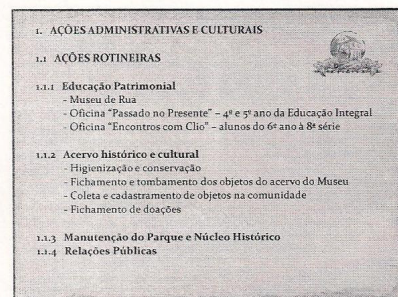 1. AÇÕES ADMINISTRATIVAS E CULTURAIS
1.1 AÇÕES ROTINEIRAS
1.1.1 Educação Patrimonial
- Museu de Rua
- Oficina "Passado no Presente" – 4º e 5º ano da Educação Integral
- Oficina "Encontros com Clio" – alunos do 6º ano à 8ª série
1.1.2 Acervo histórico e cultural
- Higienização e conservação
- Fichamento e tombamento dos objetos do acervo do Museu
- Coleta e cadastramento de objetos na comunidade
- Fichamento de doações
1.1.3 Manutenção do Parque e Núcleo Histórico
1.1.4 Relações Públicas